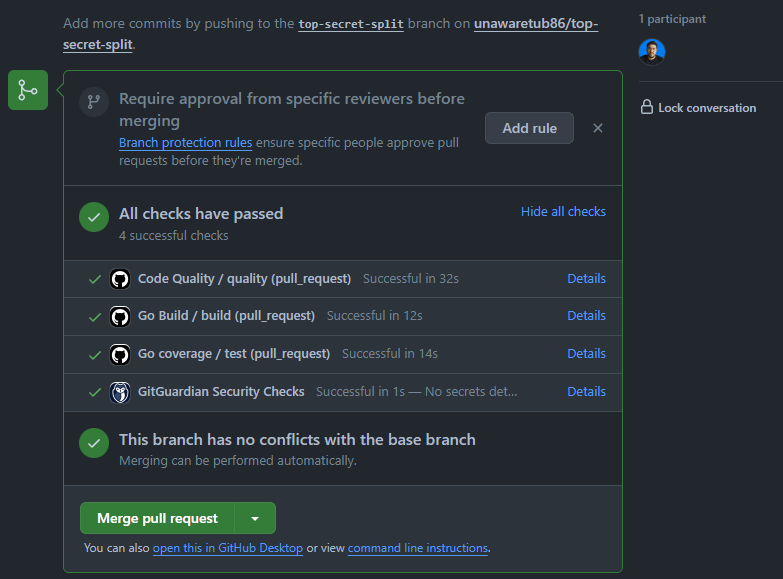 Add more commits by pushing to the top-secret-split branch on unawaretub86/top-
secret-split.
Require approval from specific reviewers before
merging
Branch protection rules ensure specific people approve pull
requests before they're merged.
Add rule
All checks have passed
4 successful checks
Hide all checks
Code Quality / quality (pull_request) Successful in 32s Details
Go Build / build (pull_request) Successful in 12s Details
Go coverage / test (pull_request) Successful in 14s Details
GitGuardian Security Checks Successful in 1s — No secrets det... Details
This branch has no conflicts with the base branch
Merging can be performed automatically.
Merge pull request
You can also open this in GitHub Desktop or view command line instructions.
1 participant
Lock conversation